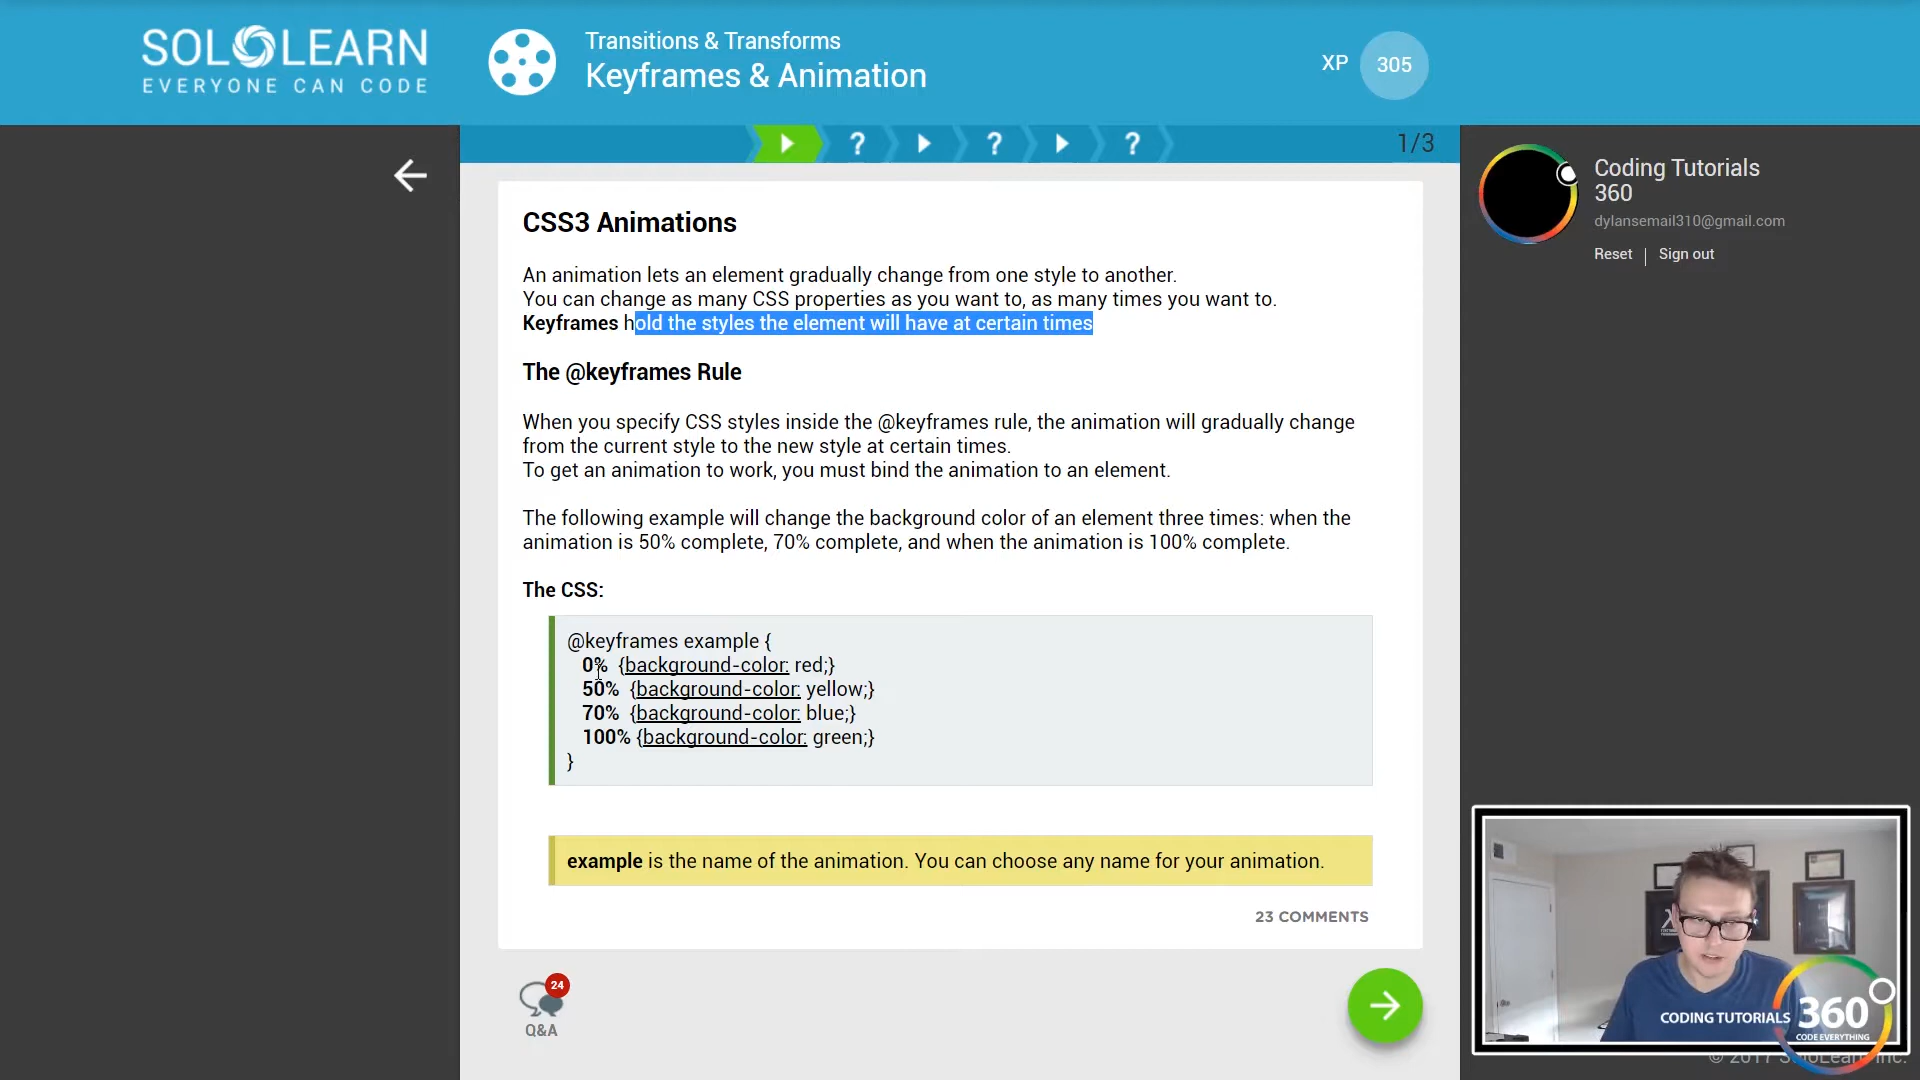 SOLOLEARN
EVERYONE CAN CODE
Transitions & Transforms
Keyframes & Animation
XP 305
? ? ? 1/3
Coding Tutorials
360
dylansemail310@gmail.com
Reset | Sign out
CSS3 Animations
An animation lets an element gradually change from one style to another.
You can change as many CSS properties as you want to, as many times you want to.
Keyframes hold the styles the element will have at certain times
The @keyframes Rule
When you specify CSS styles inside the @keyframes rule, the animation will gradually change
from the current style to the new style at certain times.
To get an animation to work, you must bind the animation to an element.
The following example will change the background color of an element three times: when the
animation is 50% complete, 70% complete, and when the animation is 100% complete.
The CSS:
@keyframes example {
0% {background-color: red;}
50% {background-color: yellow;}
70% {background-color: blue;}
100% {background-color: green;}
}
example is the name of the animation. You can choose any name for your animation.
23 COMMENTS
24
Q&A
CODING TUTORIALS 360
CODE EVERYTHING
© 2017 SoloLearn Inc.